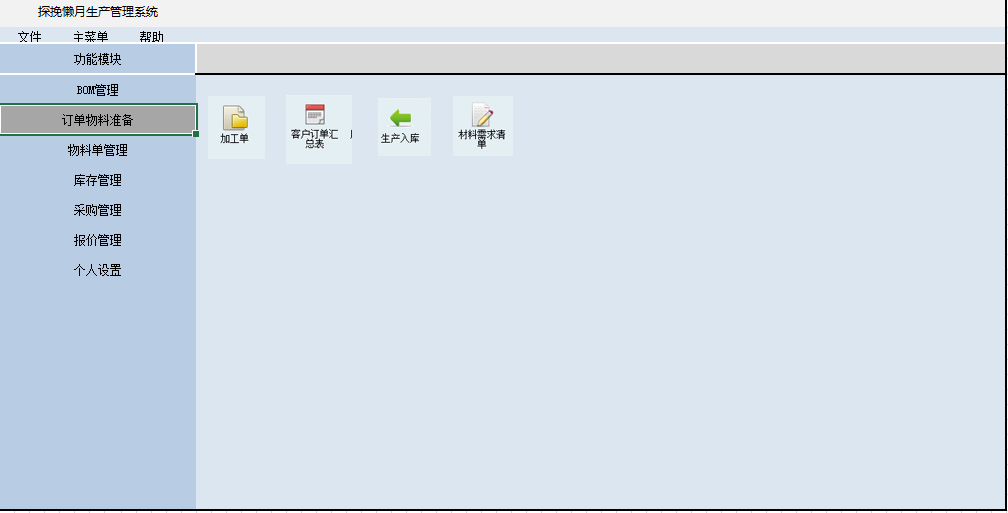 探挽懒月生产管理系统
文件 主菜单 帮助
功能模块
BOM管理
订单物料准备
物料单管理
库存管理
采购管理
报价管理
个人设置
加工单
客户订单汇
总表
生产入库
材料需求清
单